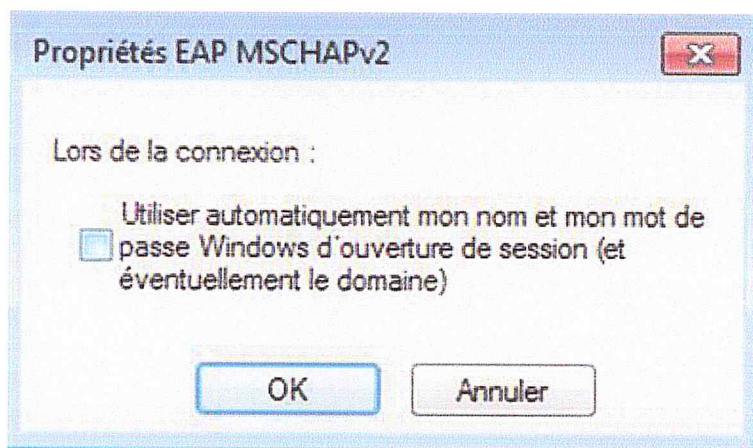 Propriétés EAP MSCHAPv2
Lors de la connexion :
Utiliser automatiquement mon nom et mon mot de
passe Windows d'ouverture de session (et
éventuellement le domaine)
OK
Annuler